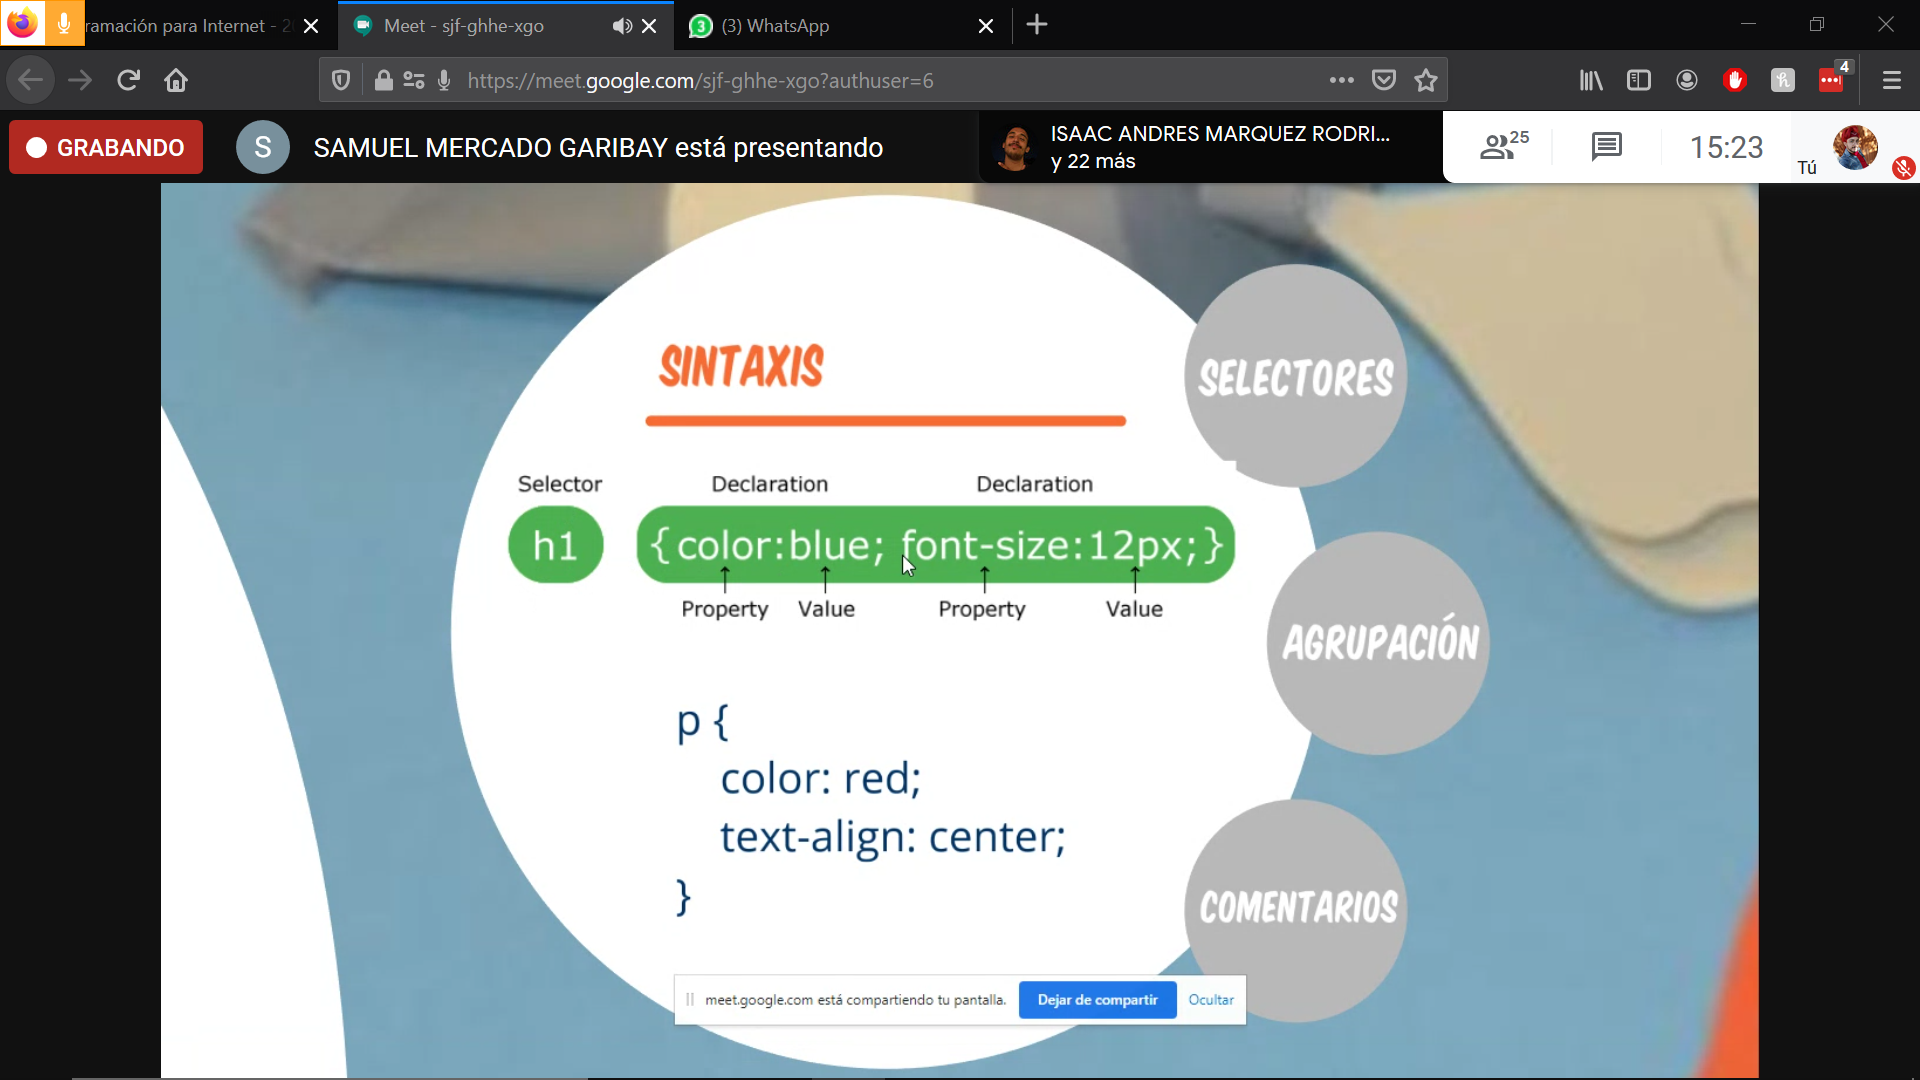 ramación para Internet - 2
Meet - sjf-ghhe-xgo
3
(3) WhatsApp
https://meet.google.com/sjf-ghhe-xgo?authuser=6
4
GRABANDO
S
SAMUEL MERCADO GARIBAY está presentando
ISAAC ANDRES MARQUEZ RODRI...
y 22 más
25
15:23
Tú
SINTAXIS
Selector
Declaration
Declaration
h1
{color:blue; font-size:12px;}
Property
Value
Property
Value
p {
color: red;
text-align: center;
}
SELECTORES
AGRUPACIÓN
COMENTARIOS
meet.google.com está compartiendo tu pantalla.
Dejar de compartir
Ocultar